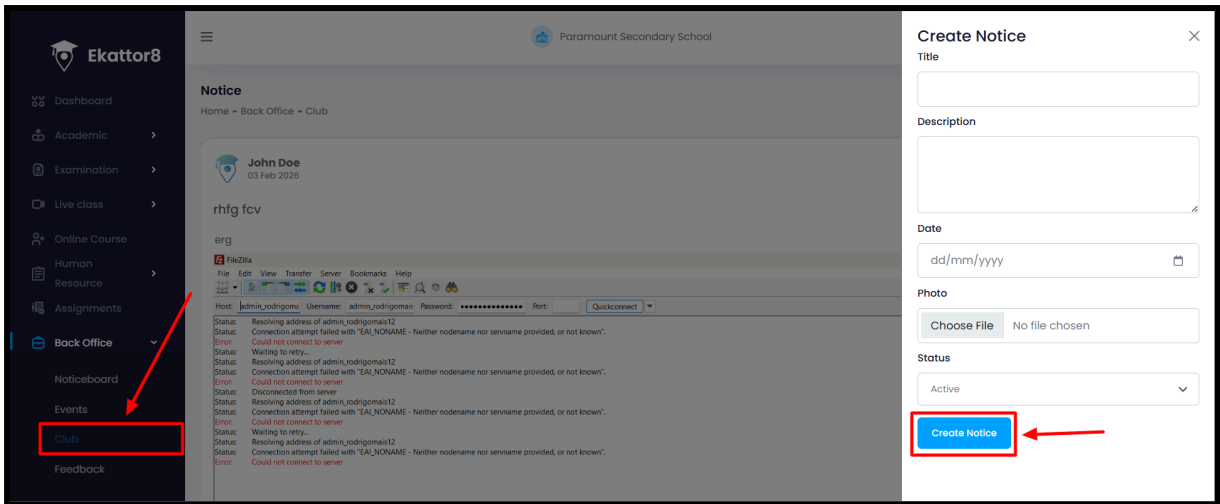 Ekattor8
Dashboard
Academic
Examination
Live class
Online Course
Human
Resource
Assignments
Back Office
Noticeboard
Events
Club
Feedback
Paramount Secondary School
Notice
Home - Back Office - Club
John Doe
03 Feb 2026
rhfg fcv
erg
FileZilla
File Edit View Transfer Server Bookmarks Help
Host: admin_rodrigoma Username: admin_rodrigomais Password: •••••••••••••• Port: Quickconnect
Status: Resolving address of admin_rodrigomais12
Status: Connection attempt failed with "EAI_NONAME - Neither nodename nor servname provided, or not known".
Error: Could not connect to server
Status: Waiting to retry...
Status: Resolving address of admin_rodrigomais12
Status: Connection attempt failed with "EAI_NONAME - Neither nodename nor servname provided, or not known".
Error: Could not connect to server
Status: Disconnected from server
Status: Resolving address of admin_rodrigomais12
Status: Connection attempt failed with "EAI_NONAME - Neither nodename nor servname provided, or not known".
Error: Could not connect to server
Status: Waiting to retry...
Status: Resolving address of admin_rodrigomais12
Status: Connection attempt failed with "EAI_NONAME - Neither nodename nor servname provided, or not known".
Error: Could not connect to server
Create Notice
Title
Description
Date
dd/mm/yyyy
Photo
Choose File No file chosen
Status
Active
Create Notice